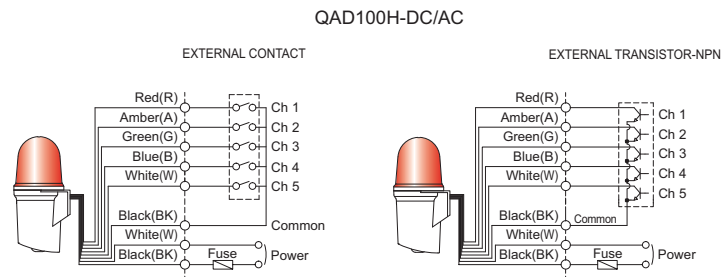 QAD100H-DC/AC
EXTERNAL CONTACT
Red(R)
Ch 1
Amber(A)
Ch 2
Green(G)
Ch 3
Blue(B)
Ch 4
White(W)
Ch 5
Black(BK)
Common
White(W)
Black(BK)
Fuse
Power
EXTERNAL TRANSISTOR-NPN
Red(R)
Ch 1
Amber(A)
Ch 2
Green(G)
Ch 3
Blue(B)
Ch 4
White(W)
Ch 5
Black(BK)
Common
White(W)
Black(BK)
Fuse
Power